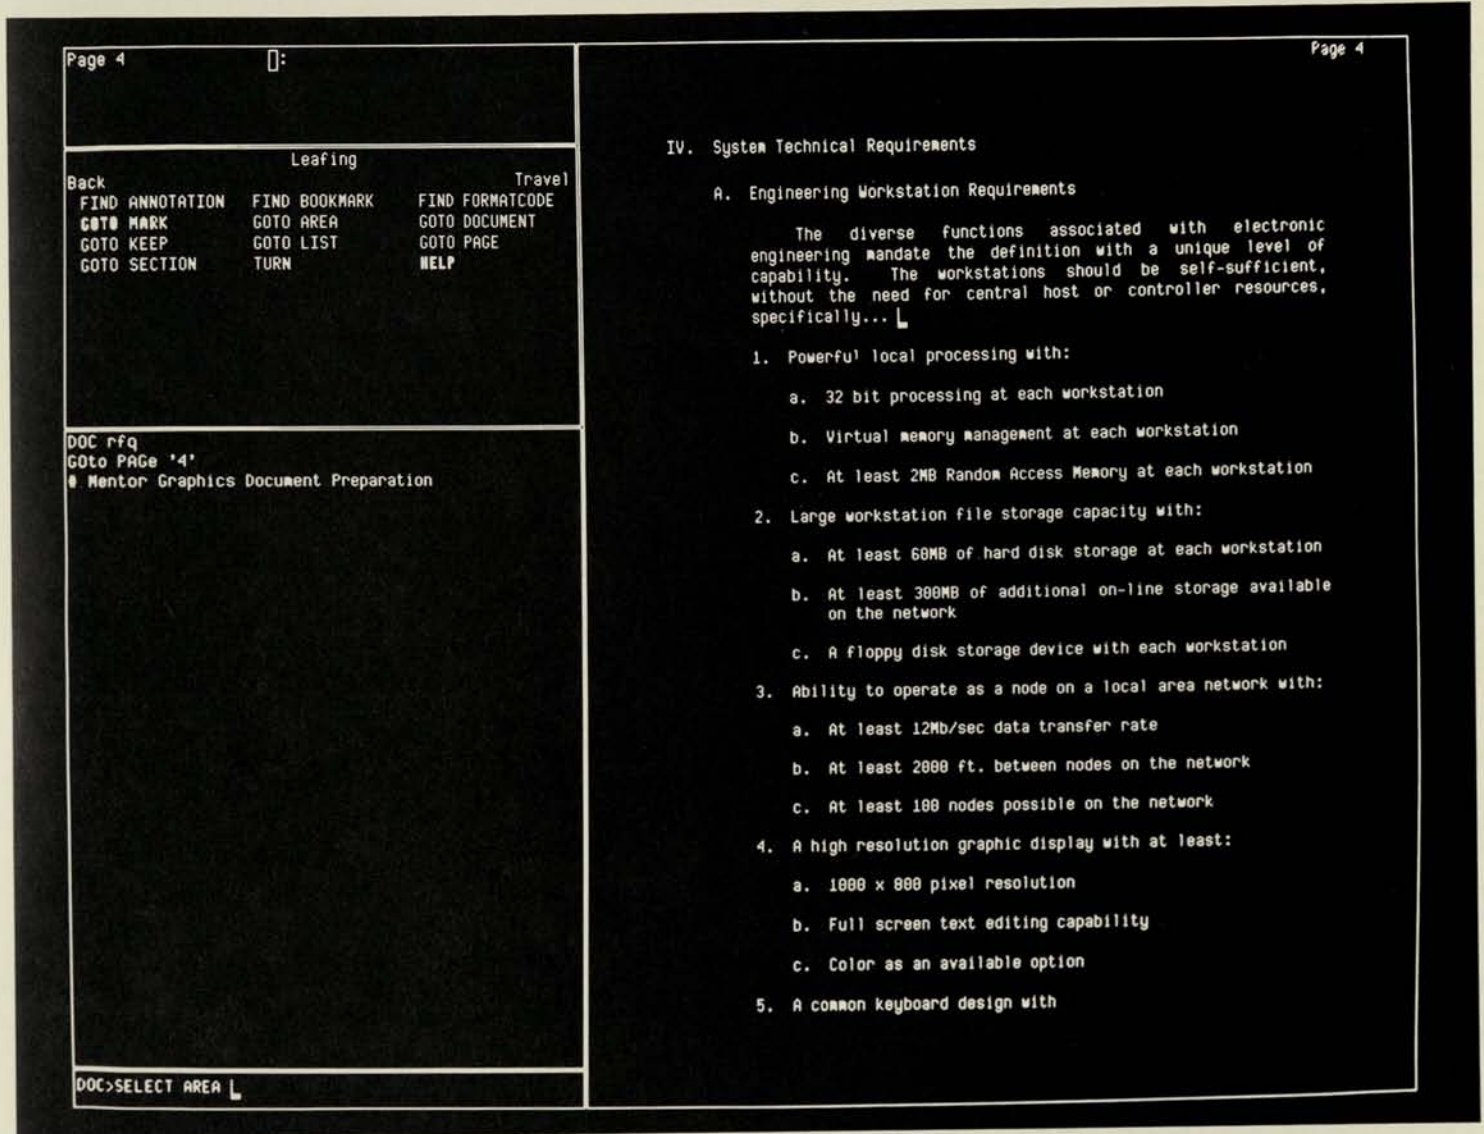 Page 4 []:
Leafing
Back Travel
FIND ANNOTATION FIND BOOKMARK FIND FORMATCODE
GOTO MARK GOTO AREA GOTO DOCUMENT
GOTO KEEP GOTO LIST GOTO PAGE
GOTO SECTION TURN HELP
DOC rfq
GOto PAGe '4'
# Mentor Graphics Document Preparation
DOC>SELECT AREA
Page 4
IV. System Technical Requirements
A. Engineering Workstation Requirements
The diverse functions associated with electronic
engineering mandate the definition with a unique level of
capability. The workstations should be self-sufficient,
without the need for central host or controller resources,
specifically...
1. Powerful local processing with:
a. 32 bit processing at each workstation
b. Virtual memory management at each workstation
c. At least 2MB Random Access Memory at each workstation
2. Large workstation file storage capacity with:
a. At least 60MB of hard disk storage at each workstation
b. At least 300MB of additional on-line storage available
on the network
c. A floppy disk storage device with each workstation
3. Ability to operate as a node on a local area network with:
a. At least 12Mb/sec data transfer rate
b. At least 2000 ft. between nodes on the network
c. At least 100 nodes possible on the network
4. A high resolution graphic display with at least:
a. 1000 x 800 pixel resolution
b. Full screen text editing capability
c. Color as an available option
5. A common keyboard design with